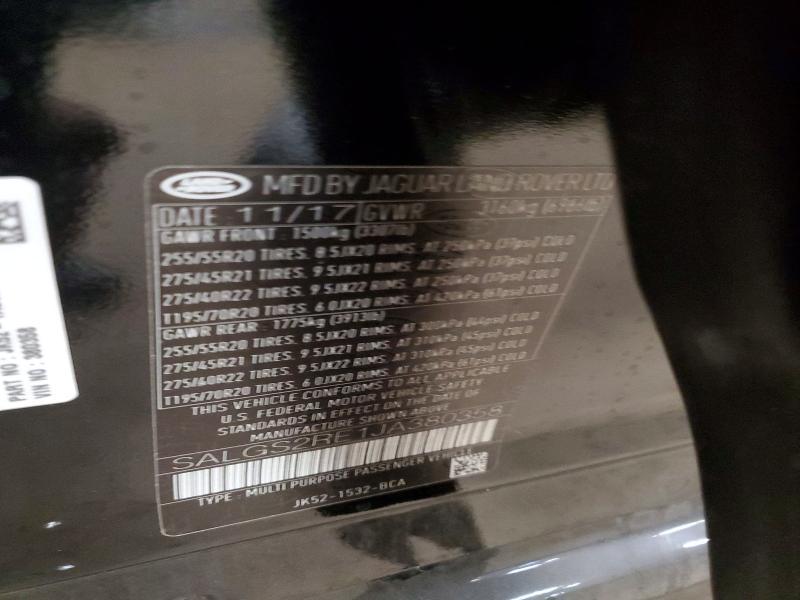 MFD BY JAGUAR LAND ROVER LTD
DATE 11/17 GVWR 3160kg
GAWR FRONT 1500kg (3307lb)
255/55R20 TIRES. 8.5JX20 RIMS. AT 250kPa (37psi) COLD
275/45R21 TIRES. 9.5JX21 RIMS. AT 250kPa (37psi) COLD
275/40R22 TIRES. 9.5JX22 RIMS. AT 250kPa (37psi) COLD
T195/70R20 TIRES. 6.0JX20 RIMS. AT 420kPa (61psi) COLD
GAWR REAR 1775kg (3913lb)
255/55R20 TIRES. 8.5JX20 RIMS. AT 300kPa (44psi) COLD
275/45R21 TIRES. 9.5JX21 RIMS. AT 310kPa (45psi) COLD
275/40R22 TIRES. 9.5JX22 RIMS. AT 310kPa (45psi) COLD
T195/70R20 TIRES. 6.0JX20 RIMS. AT 420kPa (61psi) COLD
THIS VEHICLE CONFORMS TO ALL APPLICABLE
U.S. FEDERAL MOTOR VEHICLE SAFETY
STANDARDS IN EFFECT ON THE DATE OF
MANUFACTURE SHOWN ABOVE
SALGS2RE1JA380358
TYPE : MULTI PURPOSE PASSENGER VEHICLE
JK52-1532-BCA
PART NO :
VIN NO : 380358